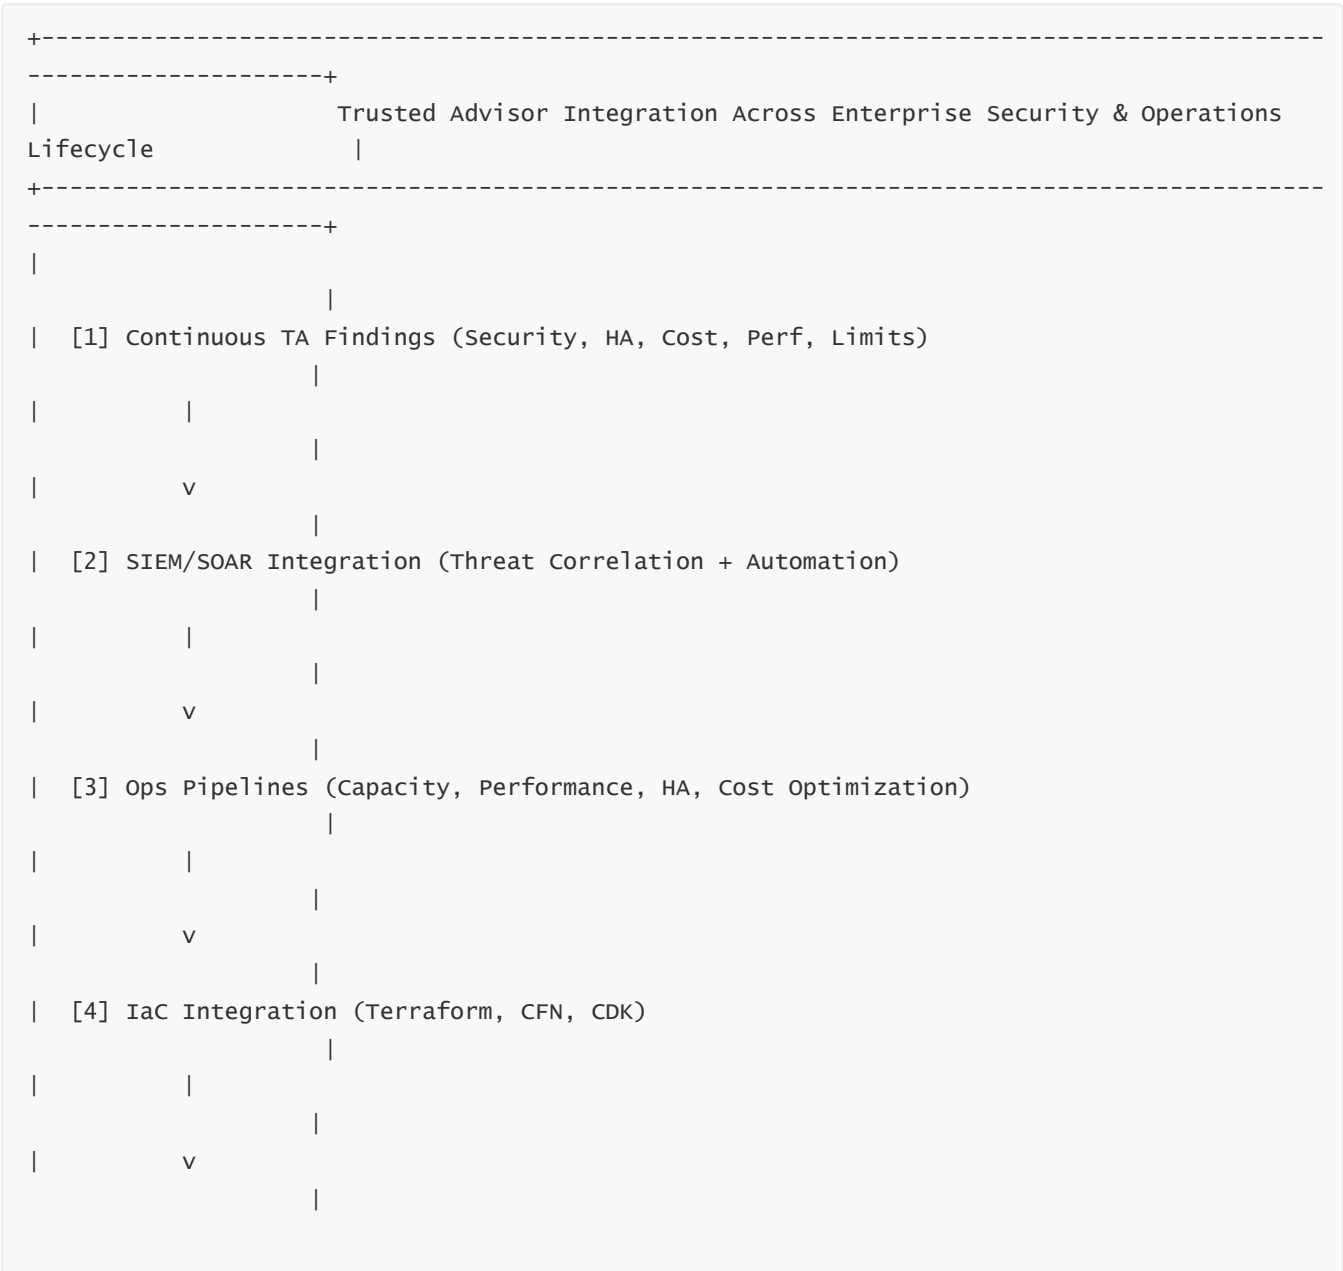 +-------------------------------------------------------------------------------------------
---------------------+
|                     Trusted Advisor Integration Across Enterprise Security & Operations
Lifecycle              |
+-------------------------------------------------------------------------------------------
---------------------+
|
                     |
|  [1] Continuous TA Findings (Security, HA, Cost, Perf, Limits)
                    |
|          |
                    |
|          v
                    |
|  [2] SIEM/SOAR Integration (Threat Correlation + Automation)
                    |
|          |
                    |
|          v
                    |
|  [3] Ops Pipelines (Capacity, Performance, HA, Cost Optimization)
                     |
|          |
                    |
|          v
                    |
|  [4] IaC Integration (Terraform, CFN, CDK)
                     |
|          |
                    |
|          v
                    |